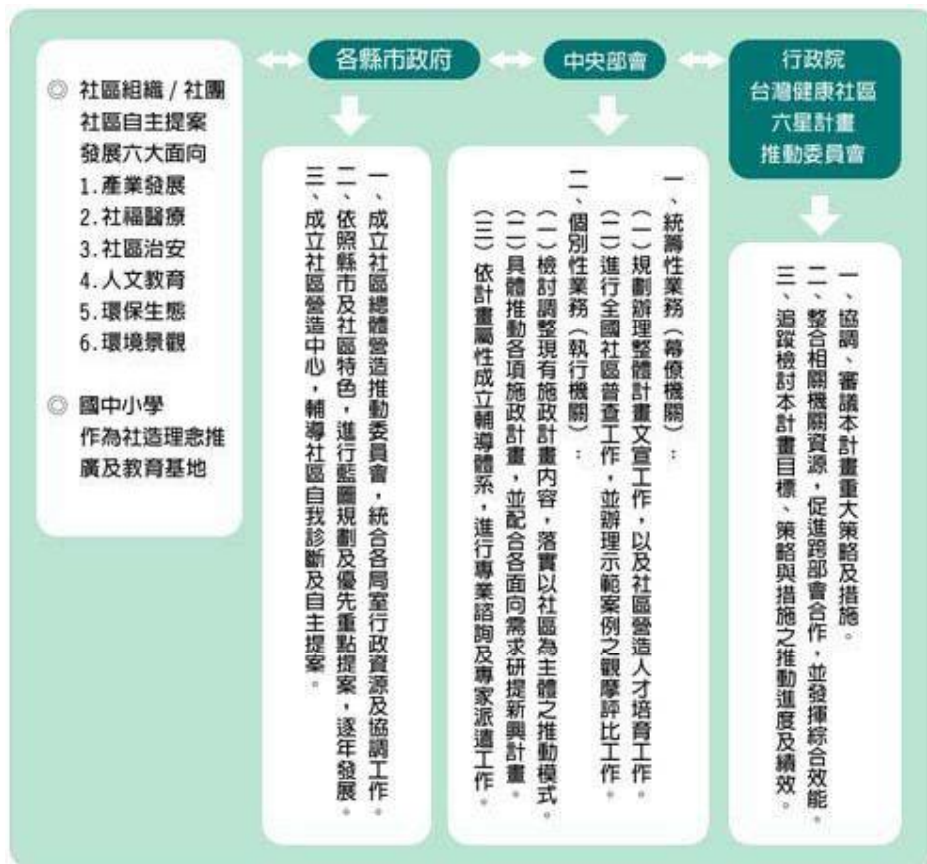 ◎ 社區組織 / 社團
社區自主提案
發展六大面向
1.產業發展
2.社福醫療
3.社區治安
4.人文教育
5.環保生態
6.環境景觀
◎ 國中小學
作為社造理念推
廣及教育基地
各縣市政府
一、成立社區總體營造推動委員會，統合各局室行政資源及協調工作。
二、依照縣市及社區特色，進行藍圖規劃及優先重點提案，逐年發展。
三、成立社區營造中心，輔導社區自我診斷及自主提案。
中央部會
一、統籌性業務（幕僚機關）：
（一）規劃辦理整體計畫文宣工作，以及社區營造人才培育工作。
（二）進行全國社區普查工作，並辦理示範案例之觀摩評比工作。
二、個別性業務（執行機關）：
（一）檢討調整現有施政計畫內容，落實以社區為主體之推動模式。
（二）具體推動各項施政計畫，並配合各面向需求研提新興計畫。
（三）依計畫屬性成立輔導體系，進行專業諮詢及專家派遣工作。
行政院
台灣健康社區
六星計畫
推動委員會
一、協調、審議本計畫重大策略及措施。
二、整合相關機關資源，促進跨部會合作，並發揮綜合效能。
三、追蹤檢討本計畫目標、策略與措施之推動進度及績效。